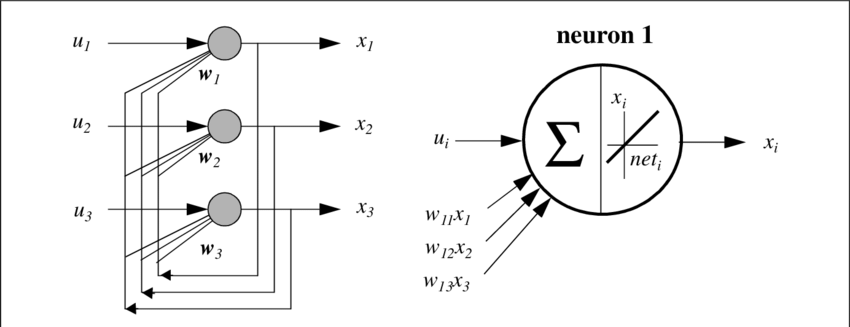 neuron 1
u1 x1
w1
u2 x2
w2
u3 x3
w3
xi
ui Σ xi
neti
w11x1
w12x2
w13x3